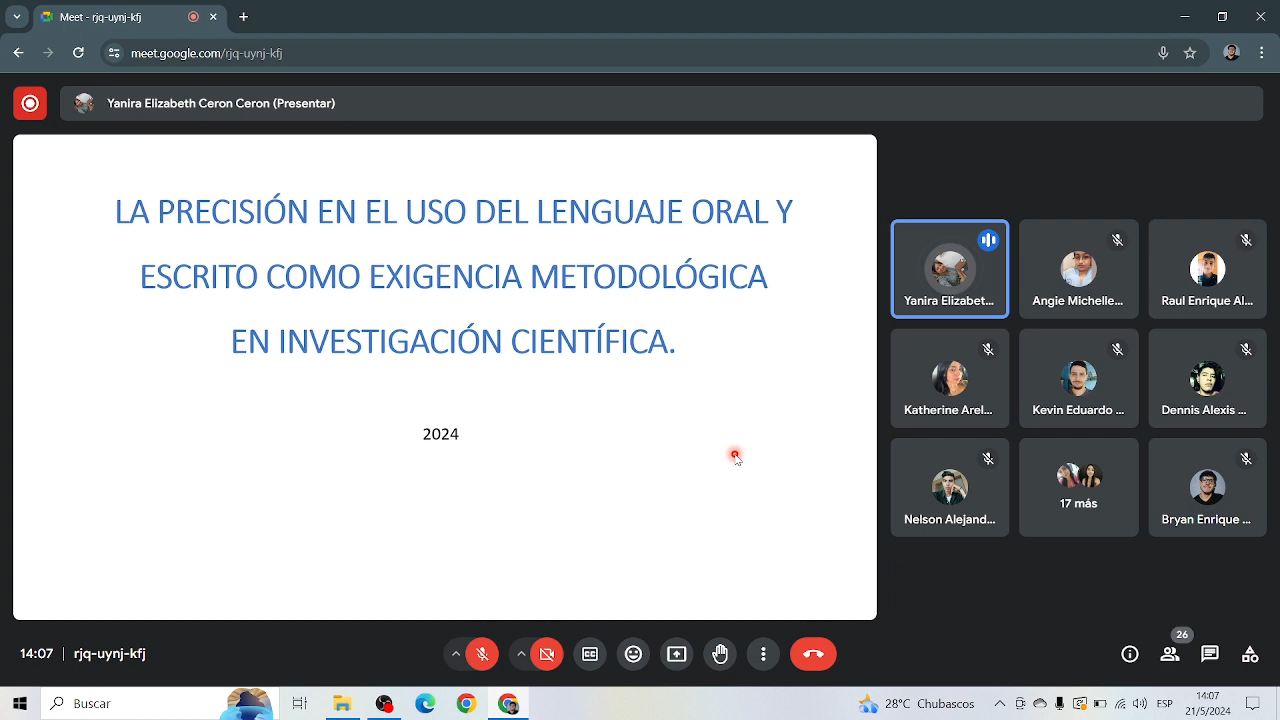 Meet - rjq-uynj-kfj
meet.google.com/rjq-uynj-kfj
Yanira Elizabeth Ceron Ceron (Presentar)
LA PRECISIÓN EN EL USO DEL LENGUAJE ORAL Y
ESCRITO COMO EXIGENCIA METODOLÓGICA
EN INVESTIGACIÓN CIENTÍFICA.
2024
Yanira Elizabet...
Angie Michelle...
Raul Enrique Al...
Katherine Arel...
Kevin Eduardo ...
Dennis Alexis ...
Nelson Alejand...
17 más
Bryan Enrique ...
14:07 | rjq-uynj-kfj
26
Buscar
28°C Chubascos
ESP
14:07
21/5/2024